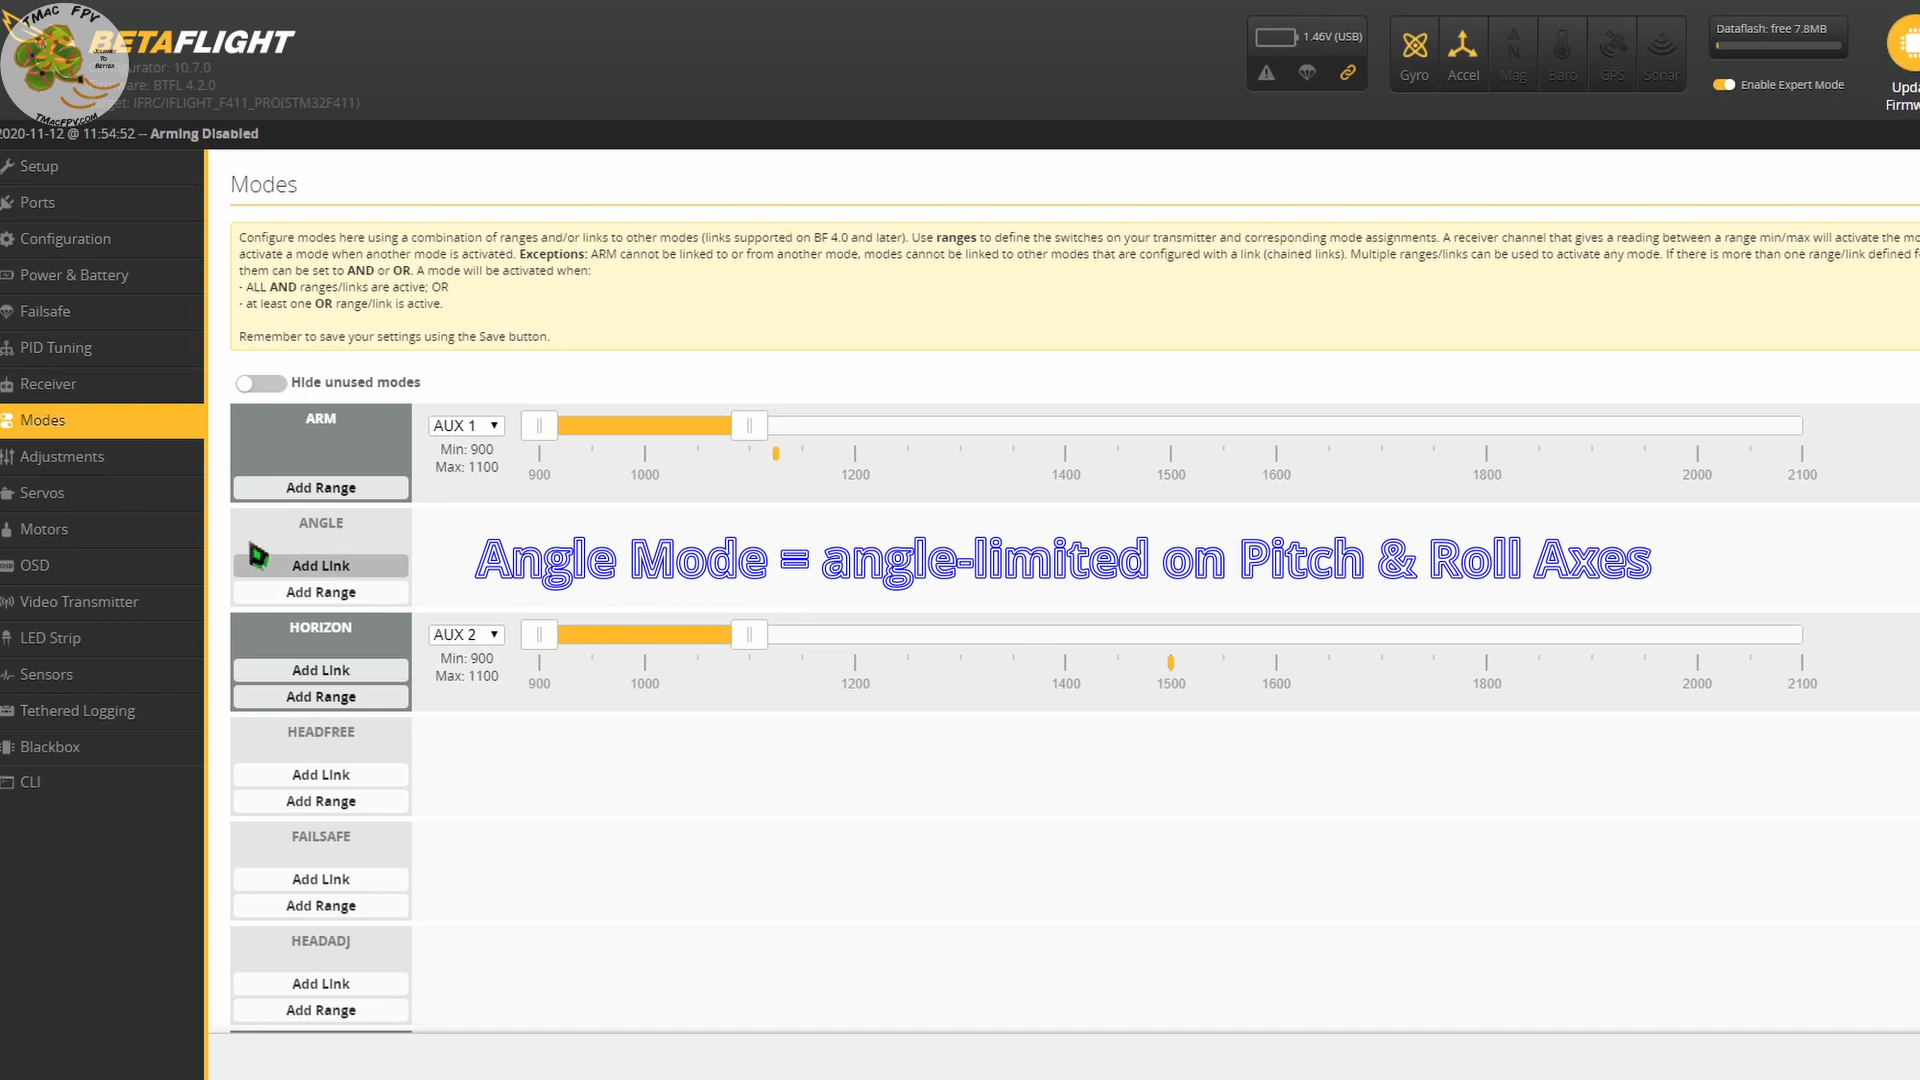 TMAC FPV
JOURNEY
TO
BETTER
TMACFPV.COM
BETAFLIGHT
Configurator: 10.7.0
Firmware: BTFL 4.2.0
Target: IFRC/IFLIGHT_F411_PRO(STM32F411)
1.46V (USB)
Gyro
Accel
Mag
Baro
GPS
Sonar
Dataflash: free 7.8MB
Enable Expert Mode
Upda
Firmw
2020-11-12 @ 11:54:52 -- Arming Disabled
Setup
Ports
Configuration
Power & Battery
Failsafe
PID Tuning
Receiver
Modes
Adjustments
Servos
Motors
OSD
OSD
Video Transmitter
LED Strip
Sensors
Tethered Logging
Blackbox
CLI
Modes
Configure modes here using a combination of ranges and/or links to other modes (links supported on BF 4.0 and later). Use ranges to define the switches on your transmitter and corresponding mode assignments. A receiver channel that gives a reading between a range min/max will activate the mo
activate a mode when another mode is activated. Exceptions: ARM cannot be linked to or from another mode, modes cannot be linked to other modes that are configured with a link (chained links). Multiple ranges/links can be used to activate any mode. If there is more than one range/link defined f
them can be set to AND or OR. A mode will be activated when:
- ALL AND ranges/links are active; OR
- at least one OR range/link is active.
Remember to save your settings using the Save button.
Hide unused modes
ARM
Add Range
AUX 1
Min: 900
Max: 1100
900 1000 1200 1400 1500 1600 1800 2000 2100
ANGLE
Add Link
Add Range
Angle Mode = angle-limited on Pitch & Roll Axes
HORIZON
Add Link
Add Range
AUX 2
Min: 900
Max: 1100
900 1000 1200 1400 1500 1600 1800 2000 2100
HEADFREE
Add Link
Add Range
FAILSAFE
Add Link
Add Range
HEADADJ
Add Link
Add Range